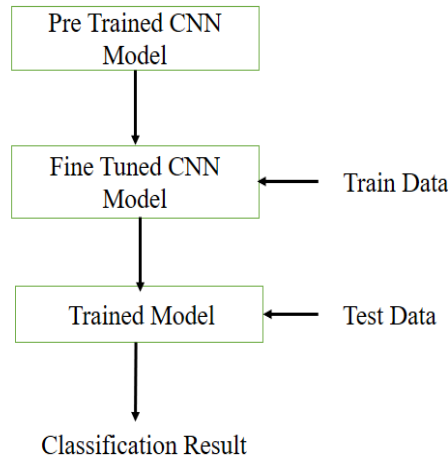 Pre Trained CNN
Model
Fine Tuned CNN
Model
Train Data
Trained Model
Test Data
Classification Result